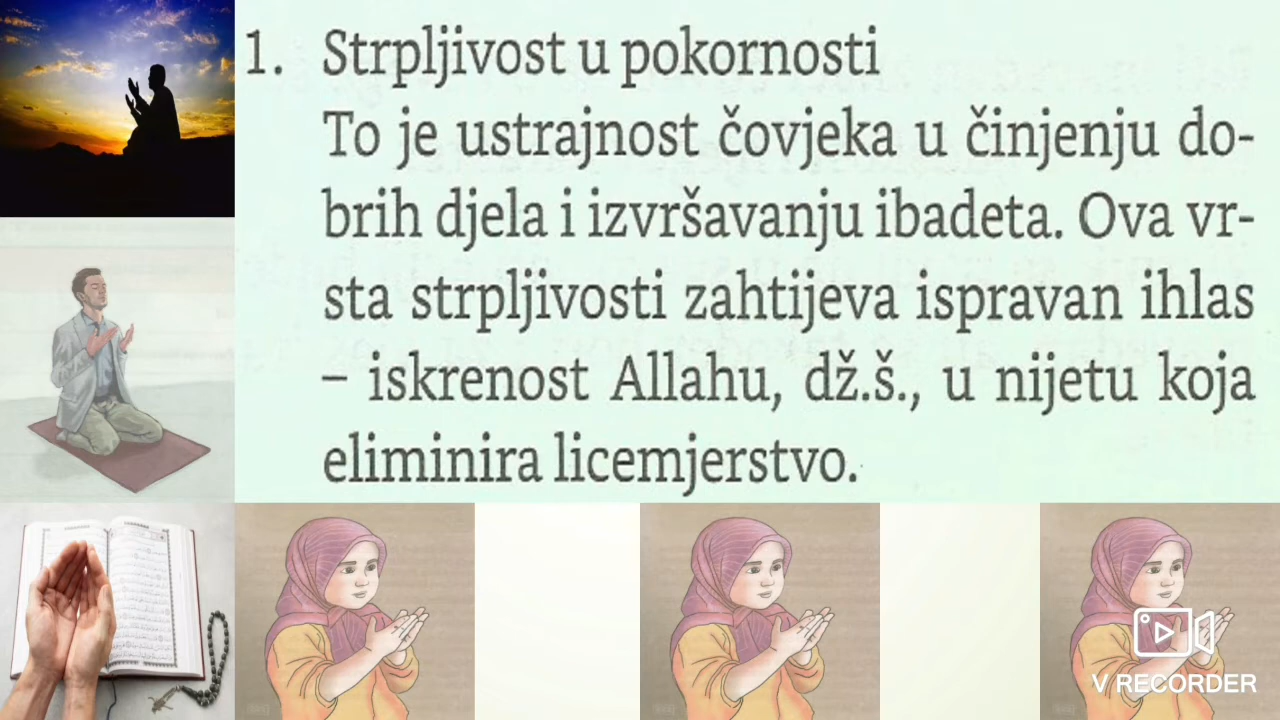 1. Strpljivost u pokornosti
To je ustrajnost čovjeka u činjenju do-
brih djela i izvršavanju ibadeta. Ova vr-
sta strpljivosti zahtijeva ispravan ihlas
– iskrenost Allahu, dž.š., u nijetu koja
eliminira licemjerstvo.
V RECORDER